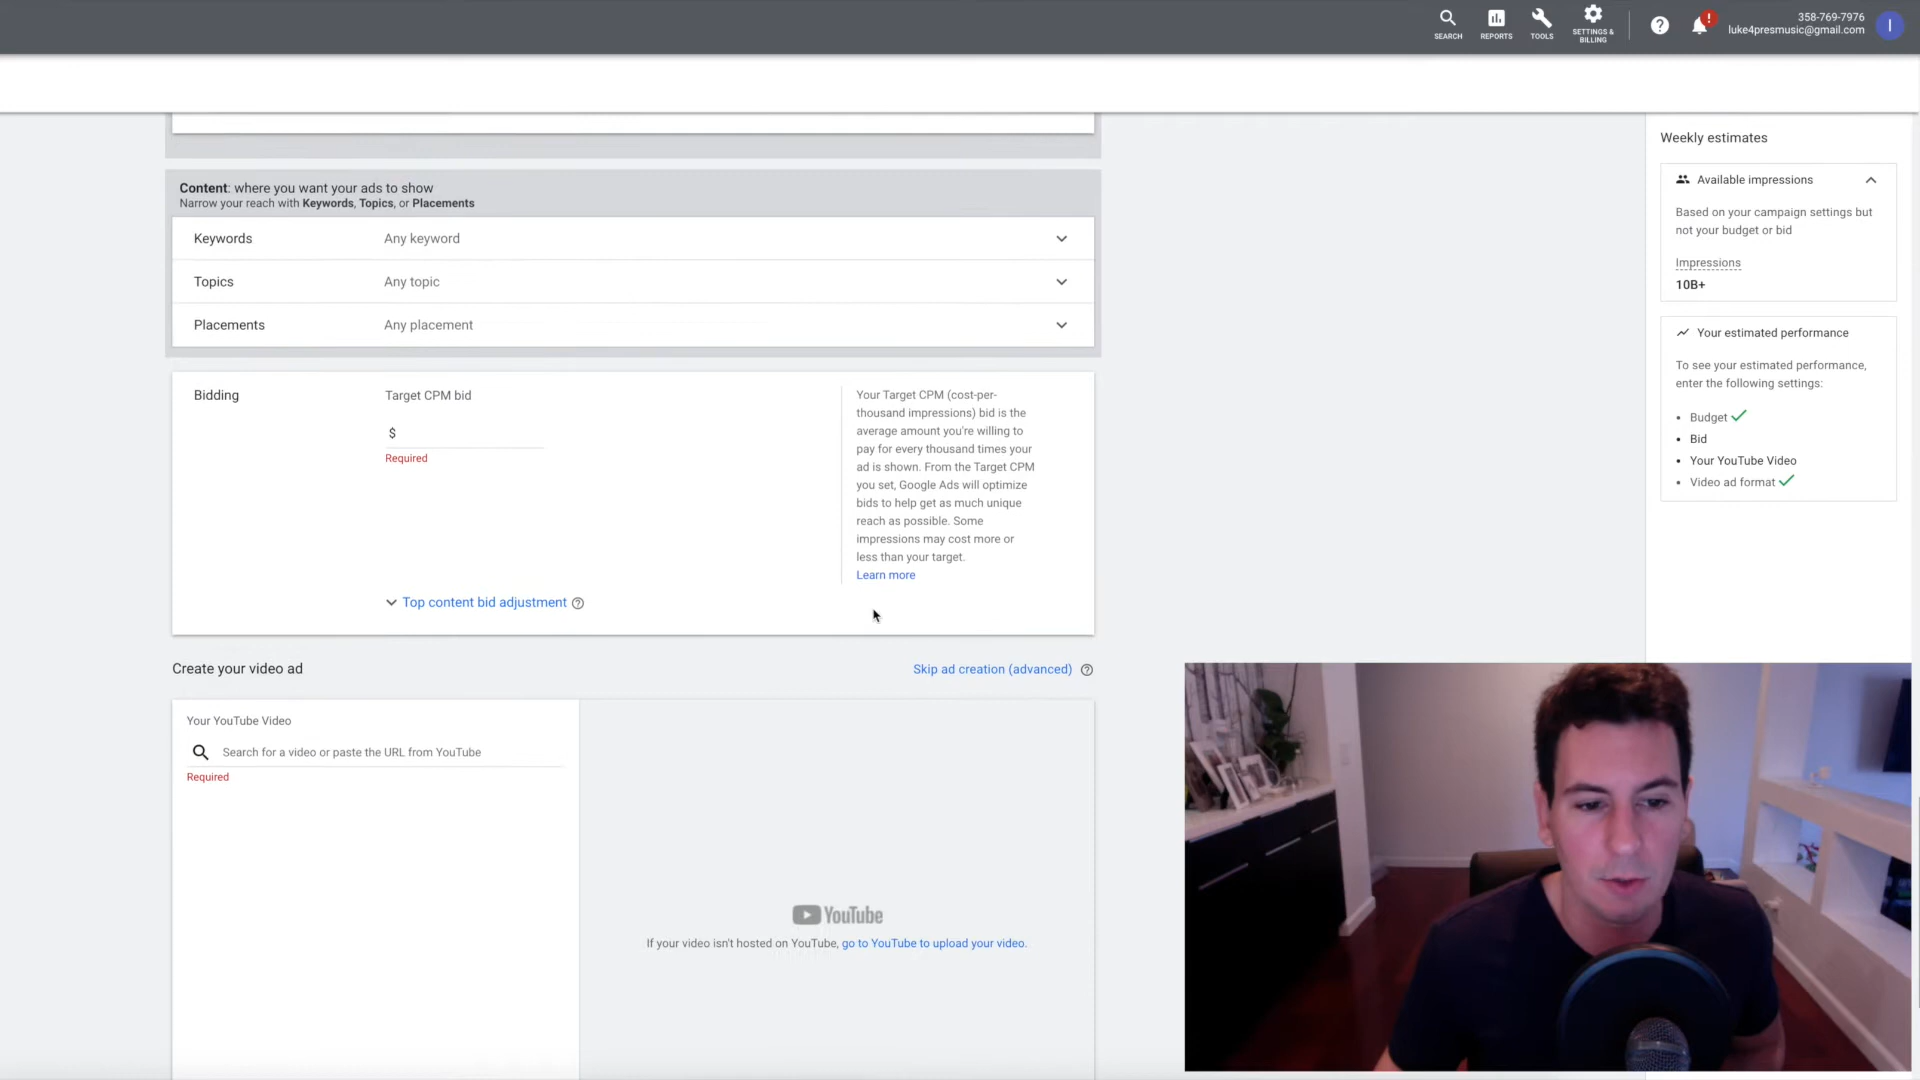 SEARCH
REPORTS
TOOLS
SETTINGS &
BILLING
?
!
358-769-7976
luke4presmusic@gmail.com
I
Content: where you want your ads to show
Narrow your reach with Keywords, Topics, or Placements
Keywords Any keyword
Topics Any topic
Placements Any placement
Bidding
Target CPM bid
$
Required
Your Target CPM (cost-per-
thousand impressions) bid is the
average amount you're willing to
pay for every thousand times your
ad is shown. From the Target CPM
you set, Google Ads will optimize
bids to help get as much unique
reach as possible. Some
impressions may cost more or
less than your target.
Learn more
Top content bid adjustment ?
Create your video ad
Skip ad creation (advanced) ?
Your YouTube Video
Search for a video or paste the URL from YouTube
Required
YouTube
If your video isn't hosted on YouTube, go to YouTube to upload your video.
Weekly estimates
Available impressions
Based on your campaign settings but
not your budget or bid
Impressions
10B+
Your estimated performance
To see your estimated performance,
enter the following settings:
• Budget
• Bid
• Your YouTube Video
• Video ad format